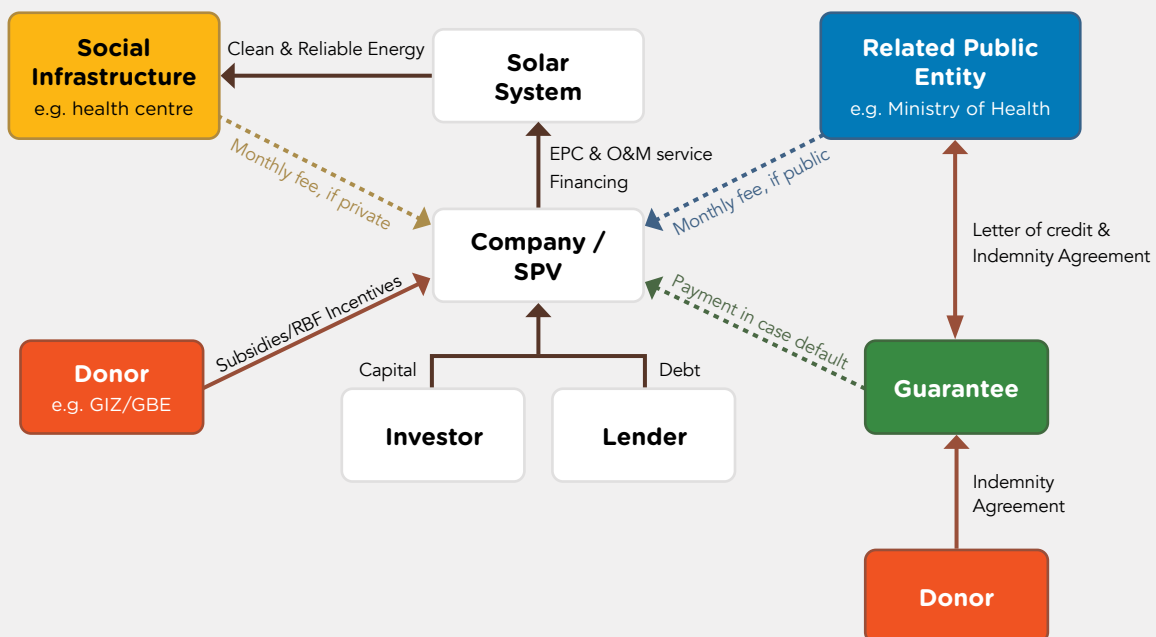 Social
Infrastructure
e.g. health centre
Clean & Reliable Energy
Solar
System
Related Public
Entity
e.g. Ministry of Health
Monthly fee, if private
EPC & O&M service
Financing
Monthly fee, if public
Company /
SPV
Letter of credit &
Indemnity Agreement
Subsidies/RBF Incentives
Payment in case default
Donor
e.g. GIZ/GBE
Capital
Debt
Investor
Lender
Guarantee
Indemnity
Agreement
Donor